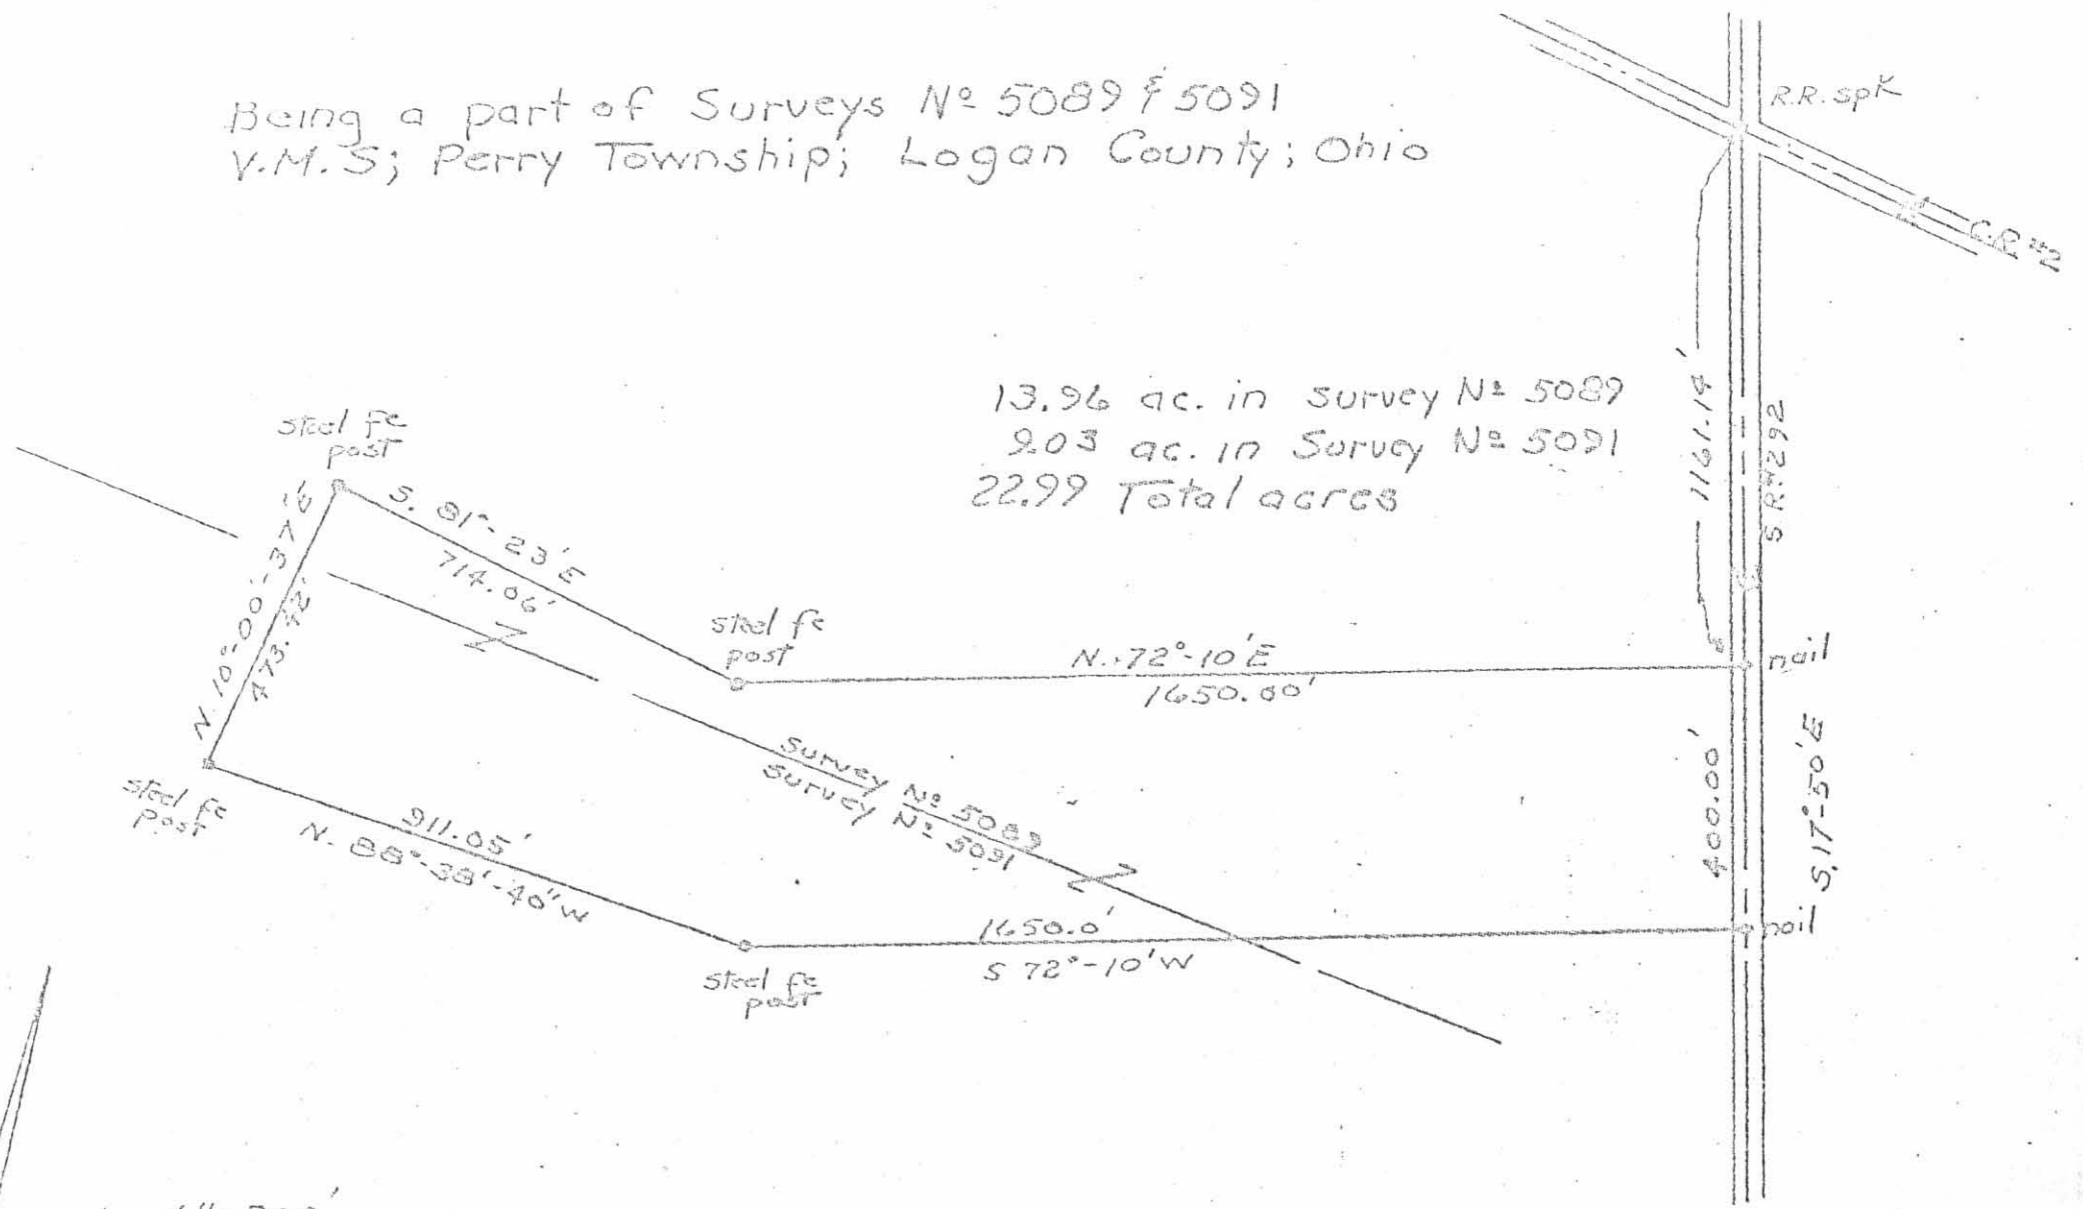 Being a part of Surveys Nº 5089 & 5091
V.M.S; Perry Township; Logan County; Ohio
R.R. spk
C.R. #2
13.96 ac. in survey Nº 5089
9.03 ac. in Survey Nº 5091
22.99 Total acres
1161.14'
S.R. #292
steel fe
post
S. 81°-23'E
714.06'
N. 10°-00'-37"E
473.42'
steel fe
post
N. 72°-10'E
1650.00'
nail
Survey Nº 5089
Survey Nº 5091
400.00'
S. 17°-50'E
steel fe
post
911.05'
N. 88°-38'-40"W
1650.0'
S 72°-10'W
nail
steel fe
post